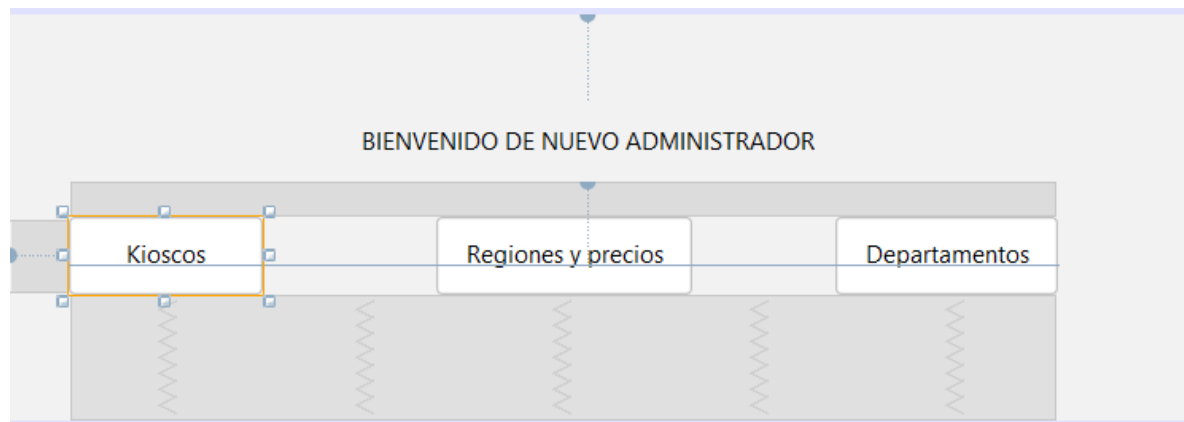 BIENVENIDO DE NUEVO ADMINISTRADOR
Kioscos
Regiones y precios
Departamentos